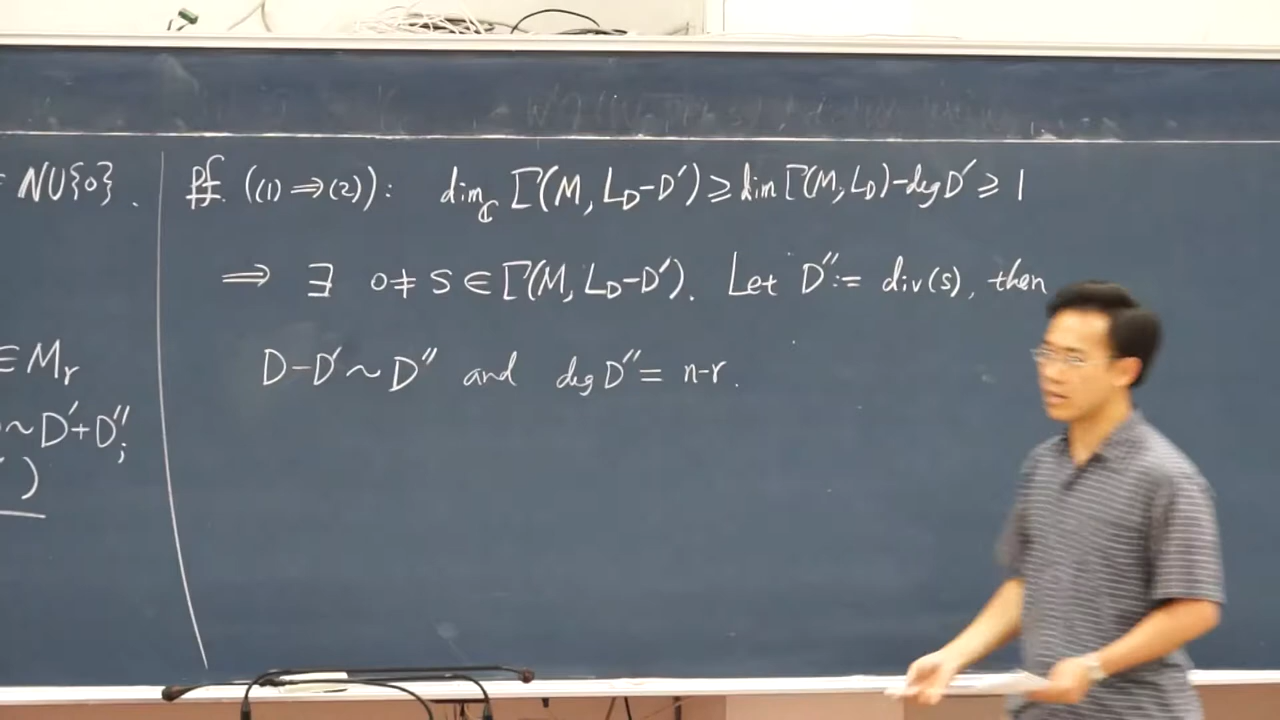 ∈ ℕ∪{0}.
∈ M_r
~D′+D″;
)
pf. ((1)⇒(2)): dim_ℂ Γ(M, L_D-D′) ≥ dim Γ(M, L_D)-deg D′ ≥ 1
⇒ ∃ 0≠s∈Γ(M, L_D-D′). Let D″:= div(s), then
D-D′~D″ and deg D″= n-r.